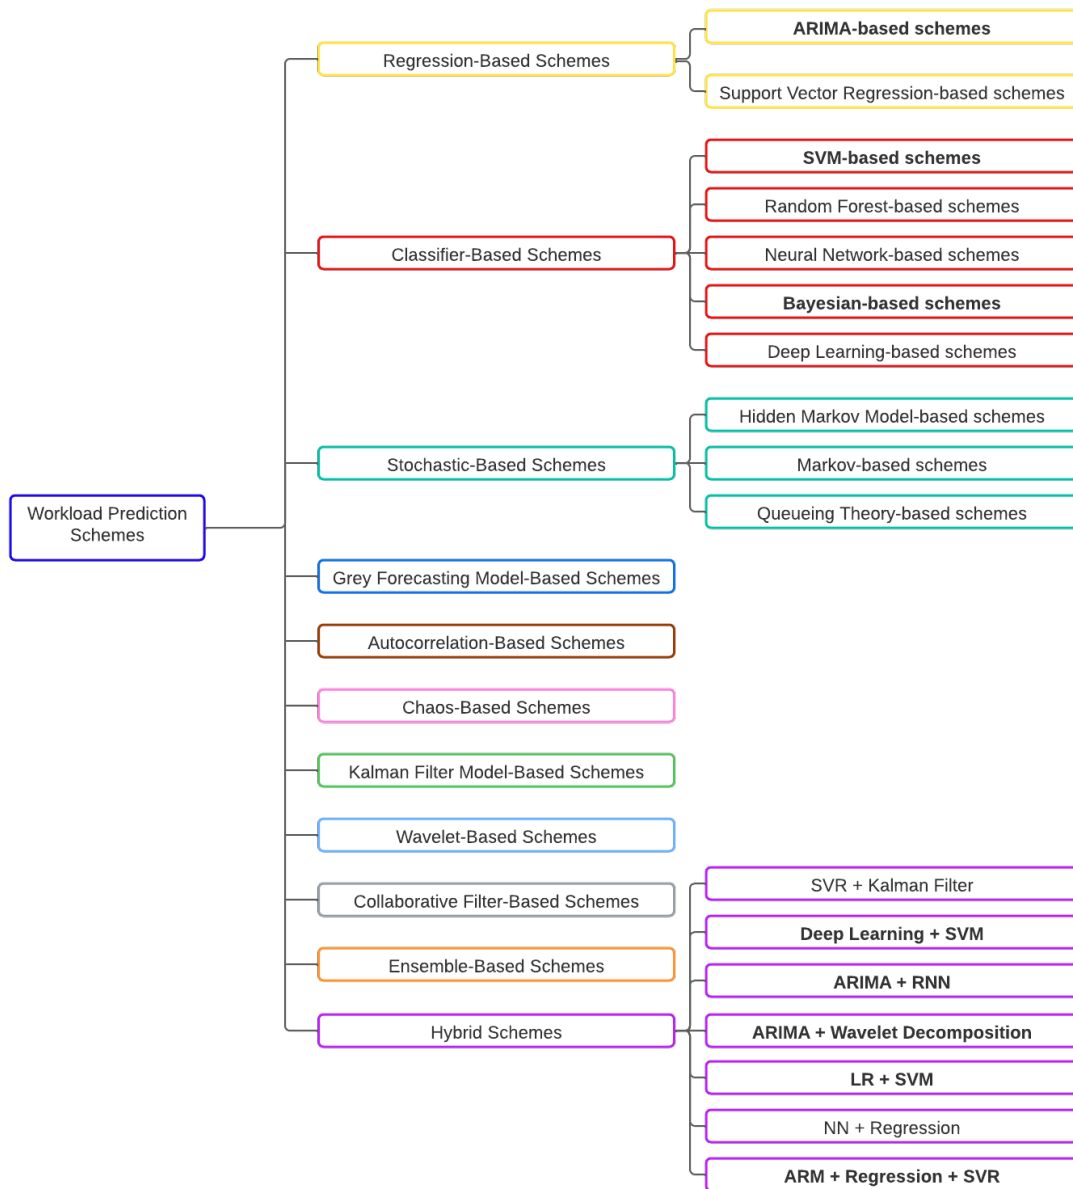 Workload Prediction
Schemes
Regression-Based Schemes
ARIMA-based schemes
Support Vector Regression-based schemes
Classifier-Based Schemes
SVM-based schemes
Random Forest-based schemes
Neural Network-based schemes
Bayesian-based schemes
Deep Learning-based schemes
Stochastic-Based Schemes
Hidden Markov Model-based schemes
Markov-based schemes
Queueing Theory-based schemes
Grey Forecasting Model-Based Schemes
Autocorrelation-Based Schemes
Chaos-Based Schemes
Kalman Filter Model-Based Schemes
Wavelet-Based Schemes
Collaborative Filter-Based Schemes
Ensemble-Based Schemes
Hybrid Schemes
SVR + Kalman Filter
Deep Learning + SVM
ARIMA + RNN
ARIMA + Wavelet Decomposition
LR + SVM
NN + Regression
ARM + Regression + SVR